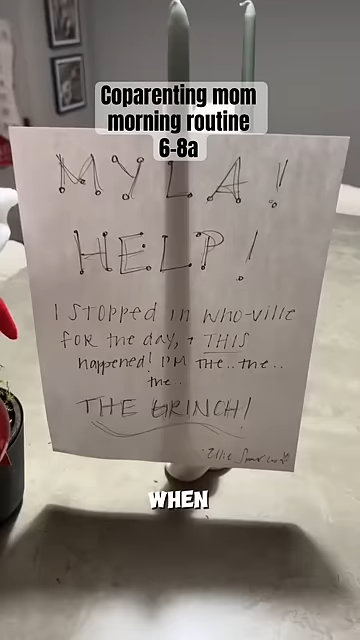 Coparenting mom
morning routine
6-8a
MYLA!
HELP!
I STOPPED IN WHO-VILLE
FOR the DAY, + THIS
happened! I'M THE.. the...
the..
THE GRINCH!
WHEN